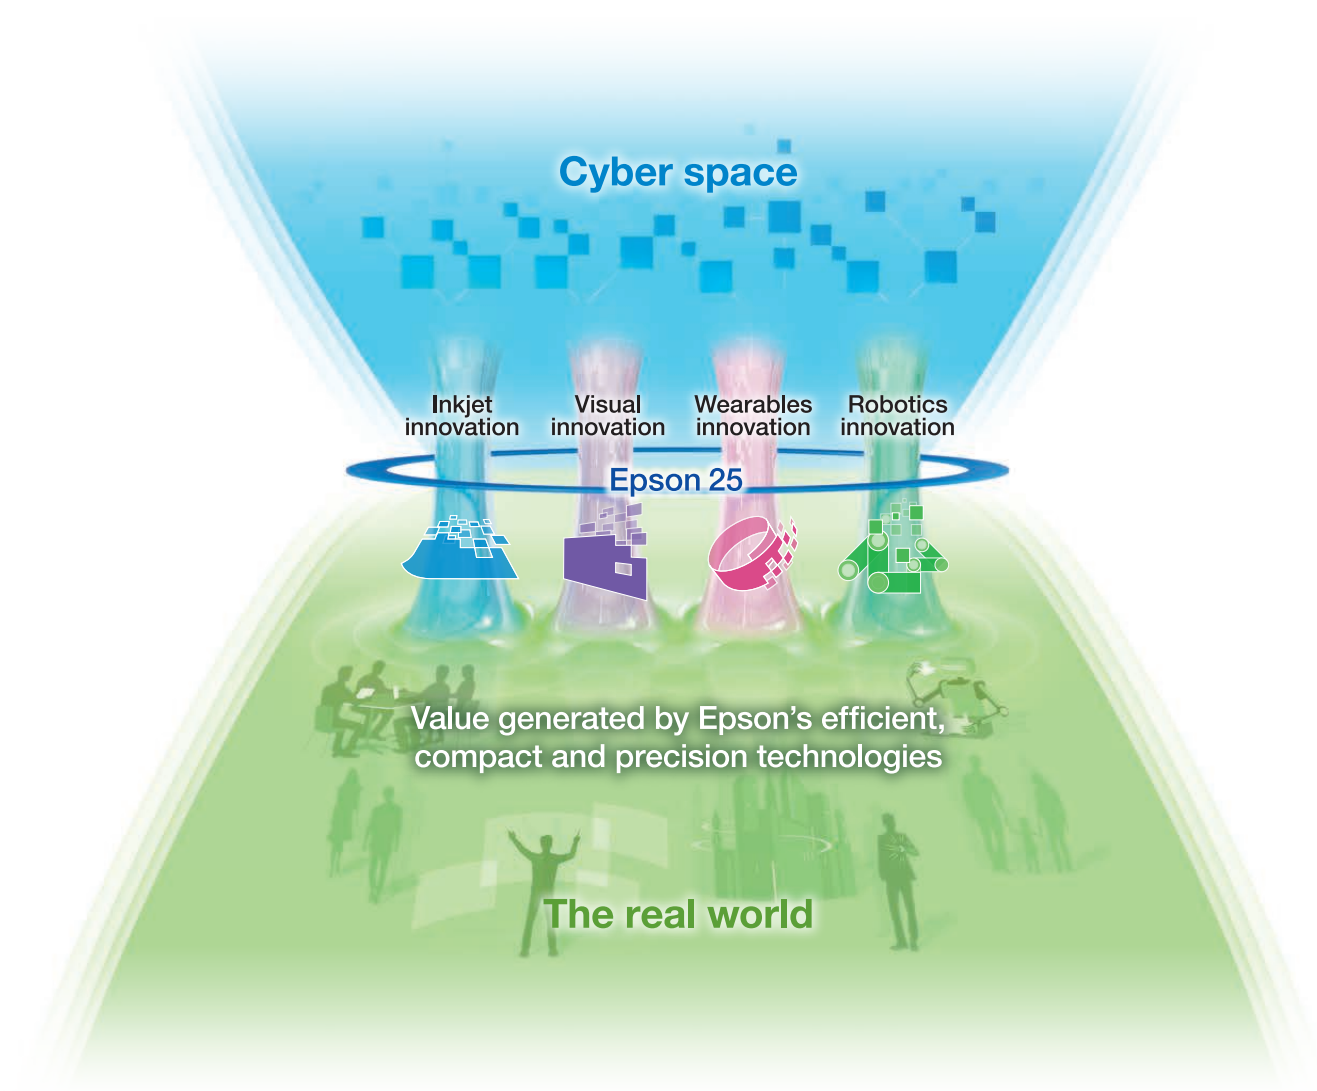 Cyber space
Inkjet
innovation
Visual
innovation
Wearables
innovation
Robotics
innovation
Epson 25
Value generated by Epson’s efficient,
compact and precision technologies
The real world